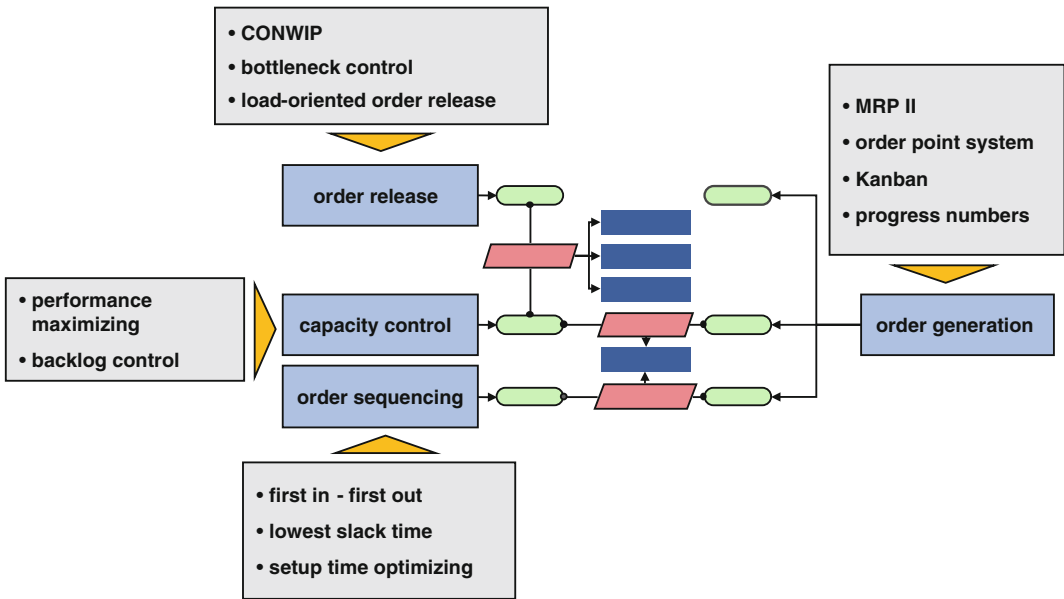 • CONWIP
• bottleneck control
• load-oriented order release
• MRP II
• order point system
• Kanban
• progress numbers
order release
• performance
maximizing
• backlog control
capacity control
order generation
order sequencing
• first in - first out
• lowest slack time
• setup time optimizing